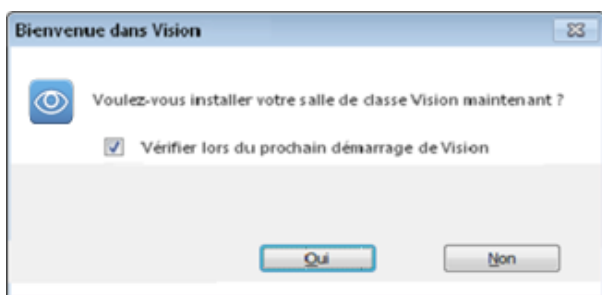 Bienvenue dans Vision
Voulez-vous installer votre salle de classe Vision maintenant ?
Vérifier lors du prochain démarrage de Vision
Oui
Non